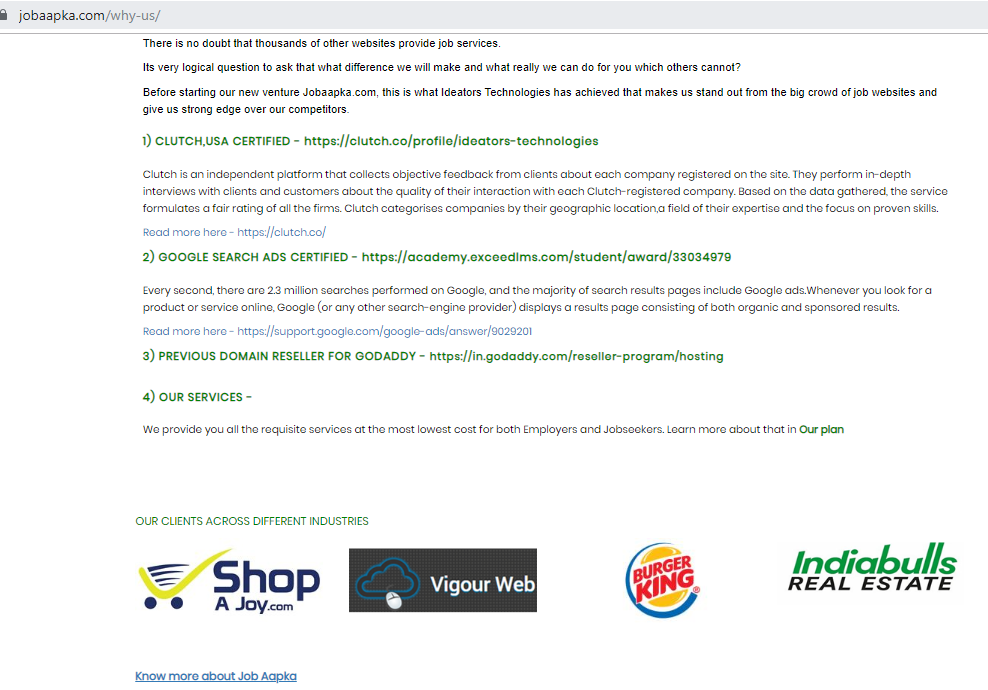 jobaapka.com/why-us/
There is no doubt that thousands of other websites provide job services.
Its very logical question to ask that what difference we will make and what really we can do for you which others cannot?
Before starting our new venture Jobaapka.com, this is what Ideators Technologies has achieved that makes us stand out from the big crowd of job websites and
give us strong edge over our competitors.
1) CLUTCH,USA CERTIFIED - https://clutch.co/profile/ideators-technologies
Clutch is an independent platform that collects objective feedback from clients about each company registered on the site. They perform in-depth
interviews with clients and customers about the quality of their interaction with each Clutch-registered company. Based on the data gathered, the service
formulates a fair rating of all the firms. Clutch categorises companies by their geographic location,a field of their expertise and the focus on proven skills.
Read more here - https://clutch.co/
2) GOOGLE SEARCH ADS CERTIFIED - https://academy.exceedlms.com/student/award/33034979
Every second, there are 2.3 million searches performed on Google, and the majority of search results pages include Google ads.Whenever you look for a
product or service online, Google (or any other search-engine provider) displays a results page consisting of both organic and sponsored results.
Read more here - https://support.google.com/google-ads/answer/9029201
3) PREVIOUS DOMAIN RESELLER FOR GODADDY - https://in.godaddy.com/reseller-program/hosting
4) OUR SERVICES -
We provide you all the requisite services at the most lowest cost for both Employers and Jobseekers. Learn more about that in Our plan
OUR CLIENTS ACROSS DIFFERENT INDUSTRIES
Shop
A Joy.com
Vigour Web
BURGER
KING
®
Indiabulls
REAL ESTATE
Know more about Job Aapka